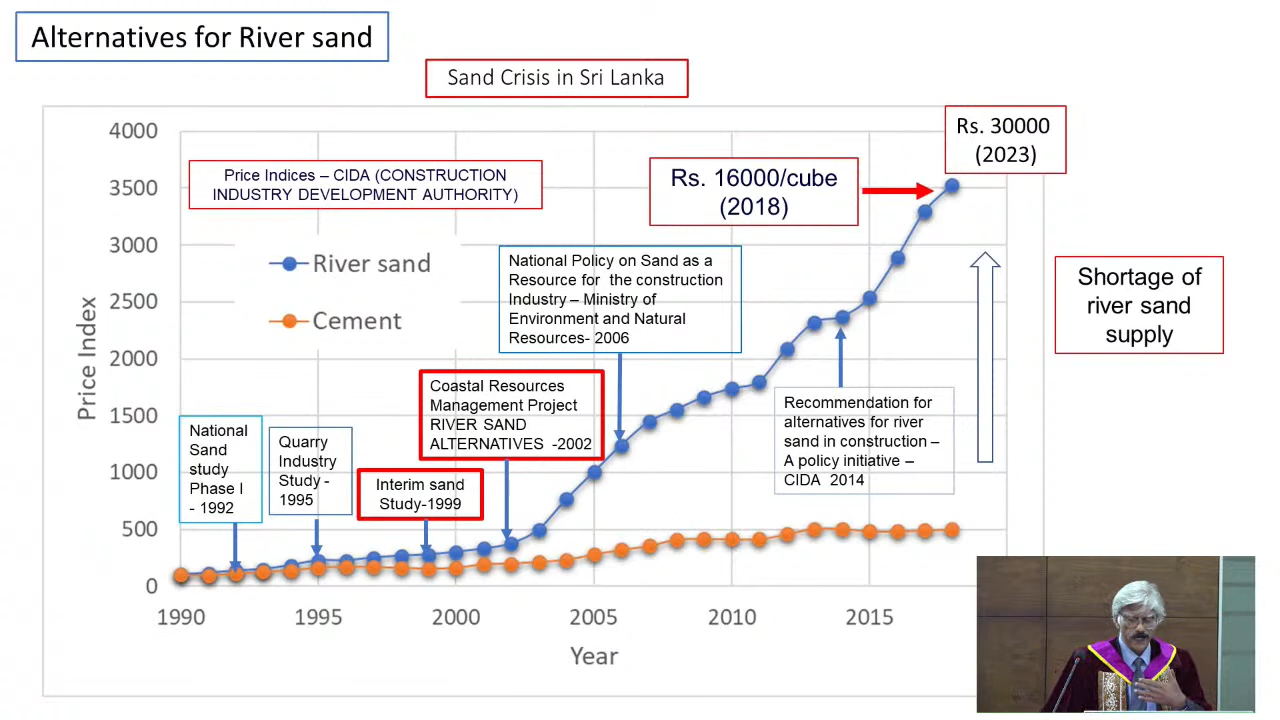 Alternatives for River sand
Sand Crisis in Sri Lanka
Rs. 30000
(2023)
4000
3500
3000
2500
2000
1500
1000
500
0
Price Index
Price Indices – CIDA (CONSTRUCTION
INDUSTRY DEVELOPMENT AUTHORITY)
River sand
Cement
Rs. 16000/cube
(2018)
National Policy on Sand as a
Resource for the construction
Industry – Ministry of
Environment and Natural
Resources- 2006
Shortage of
river sand
supply
Coastal Resources
Management Project
RIVER SAND
ALTERNATIVES -2002
Recommendation for
alternatives for river
sand in construction –
A policy initiative –
CIDA 2014
National
Sand
study
Phase I
- 1992
Quarry
Industry
Study -
1995
Interim sand
Study-1999
1990 1995 2000 2005 2010 2015
Year